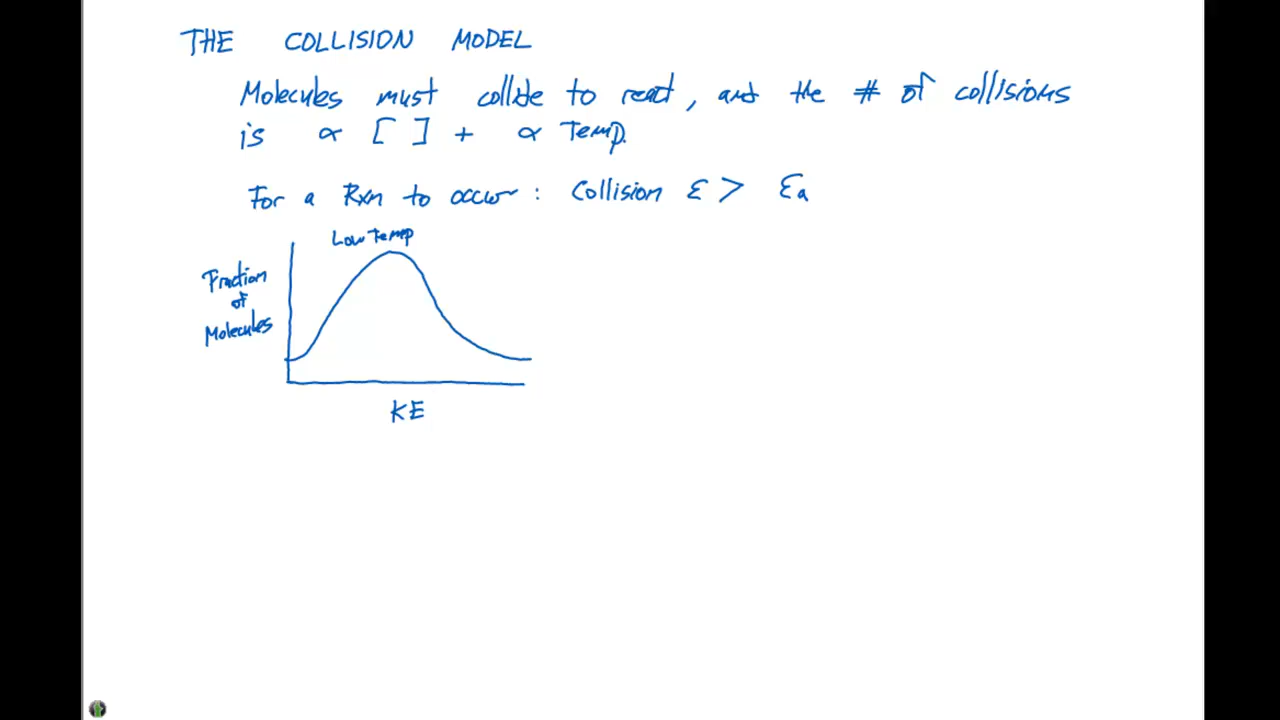 THE COLLISION MODEL
Molecules must collide to react, and the # of collisions
is ∝ [ ] + ∝ Temp.
For a Rxn to occur : Collision E > Ea
Low Temp
Fraction
of
Molecules
KE